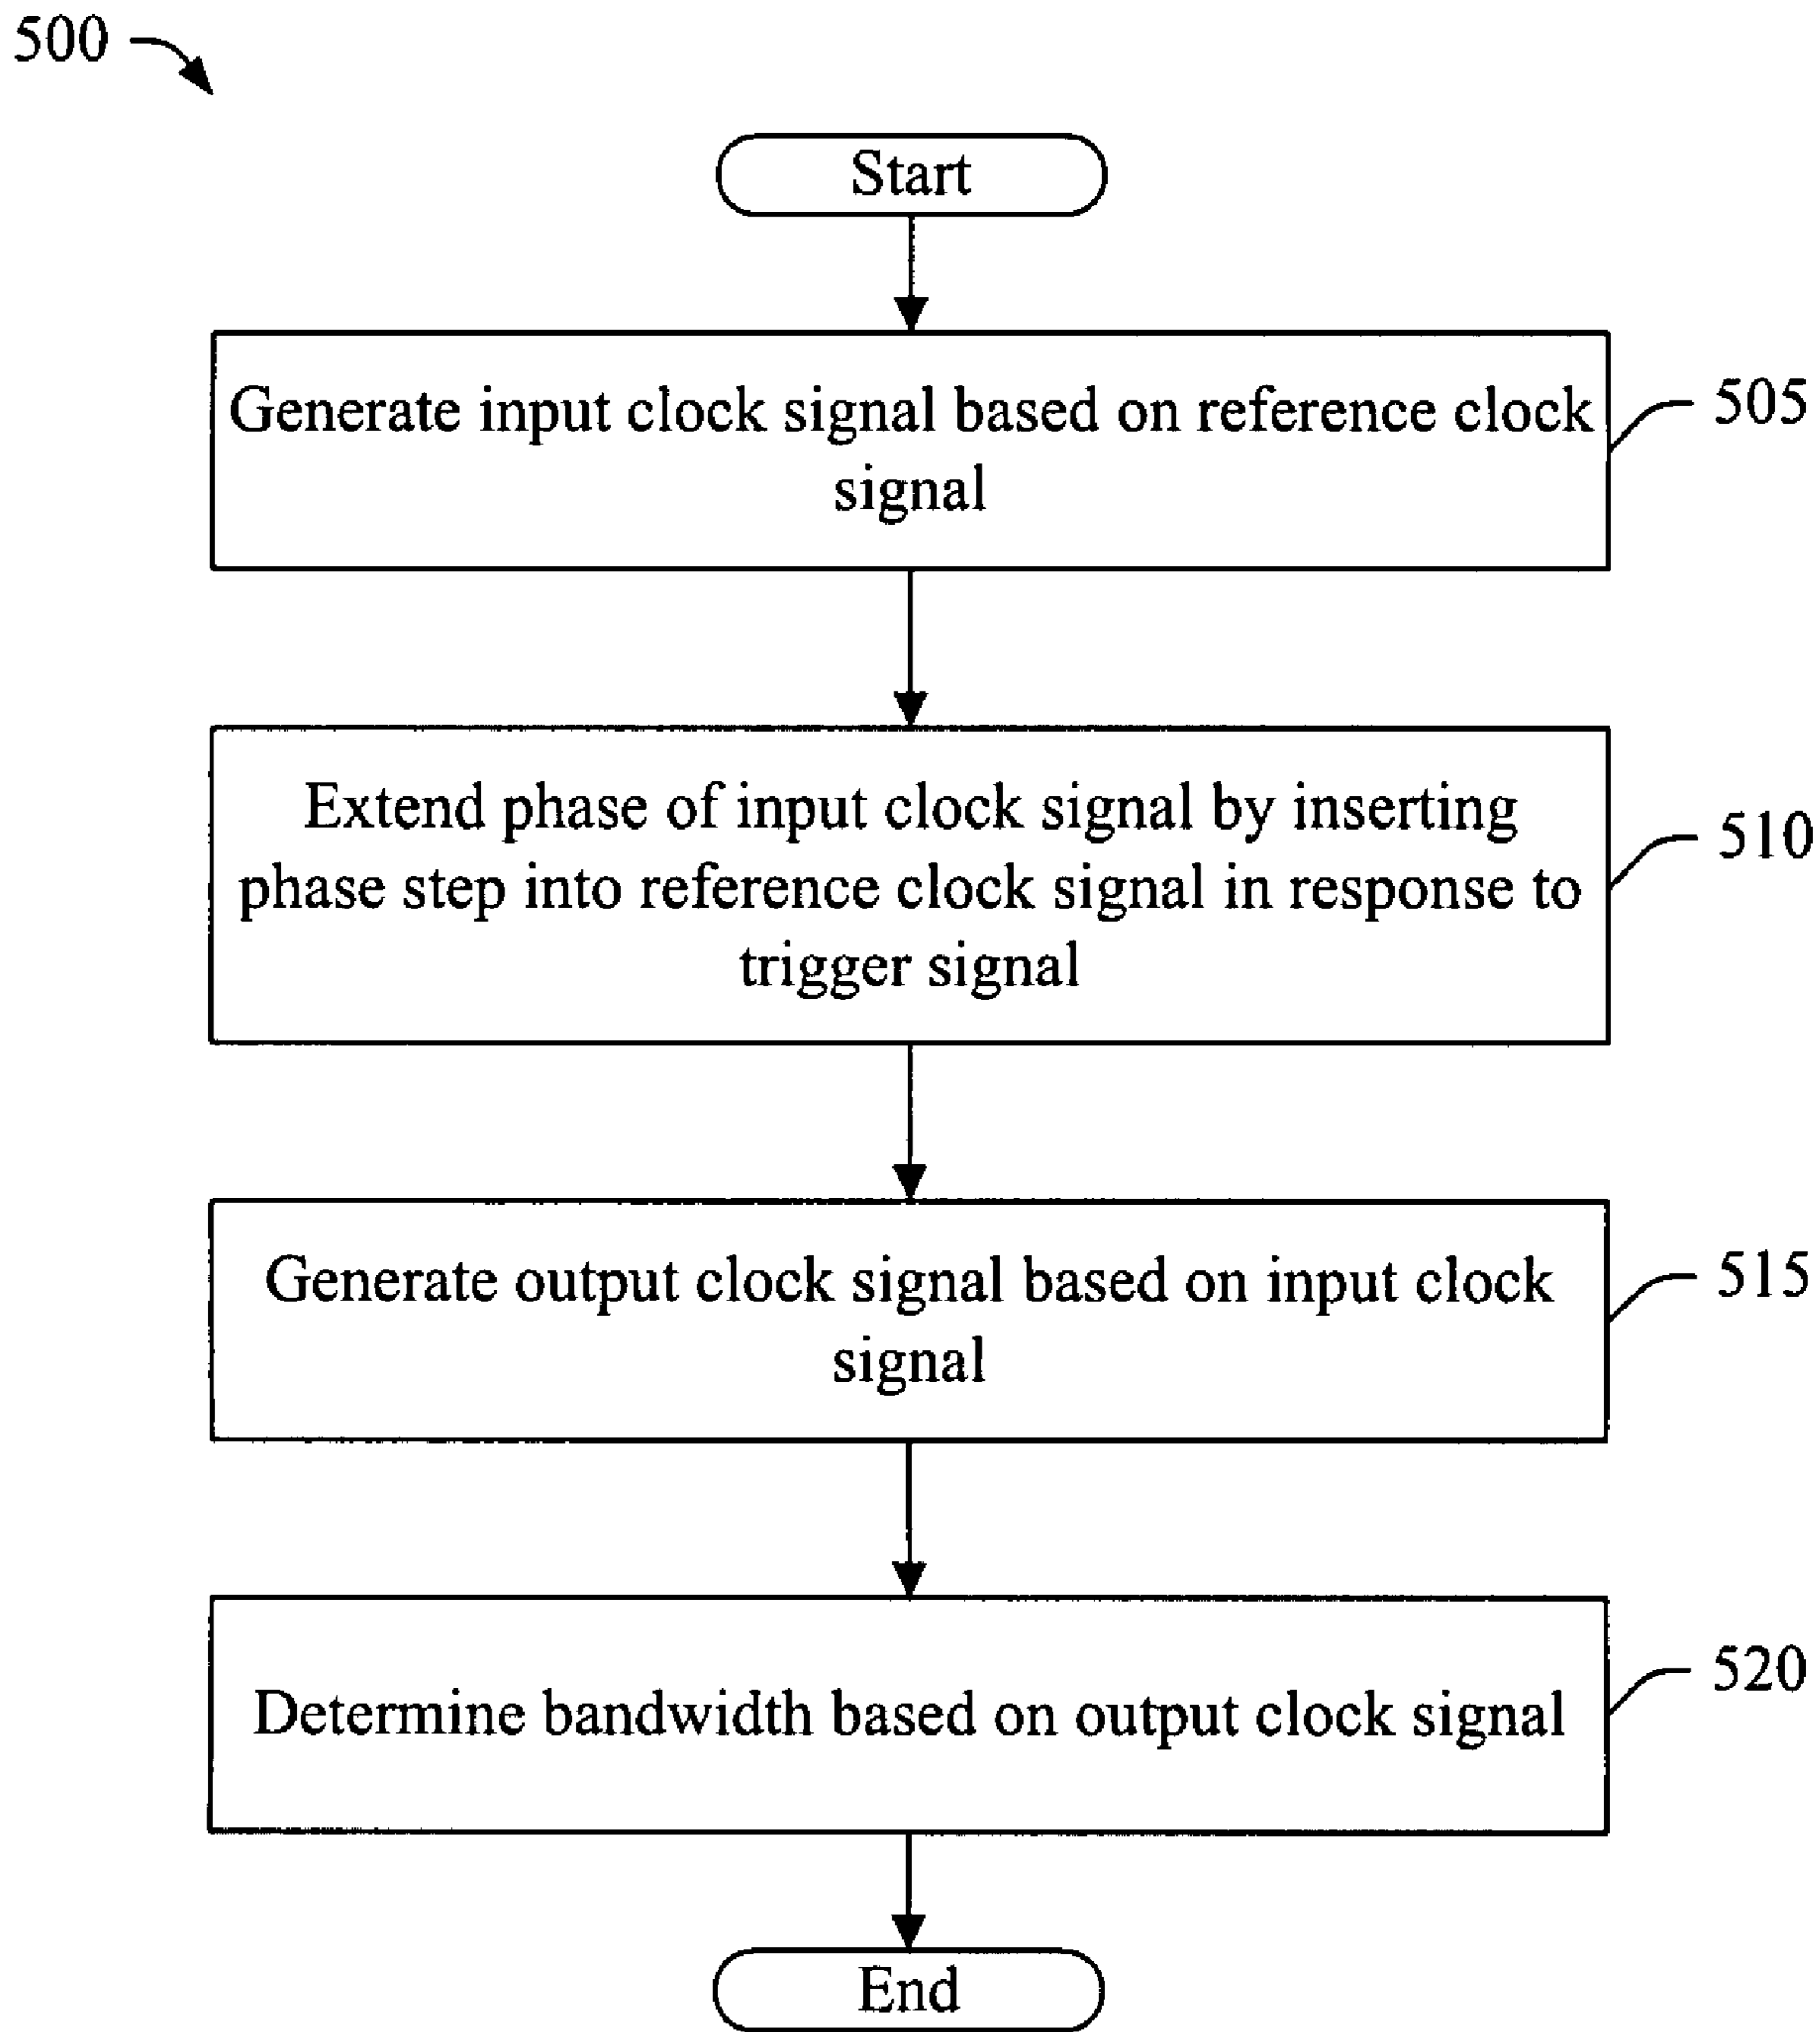 500
Start
Generate input clock signal based on reference clock
signal
505
Extend phase of input clock signal by inserting
phase step into reference clock signal in response to
trigger signal
510
Generate output clock signal based on input clock
signal
515
Determine bandwidth based on output clock signal
520
End